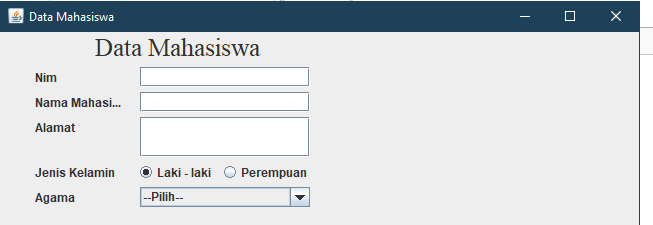 Data Mahasiswa
Data Mahasiswa
Nim
Nama Mahasi...
Alamat
Jenis Kelamin Laki - laki Perempuan
Agama --Pilih--